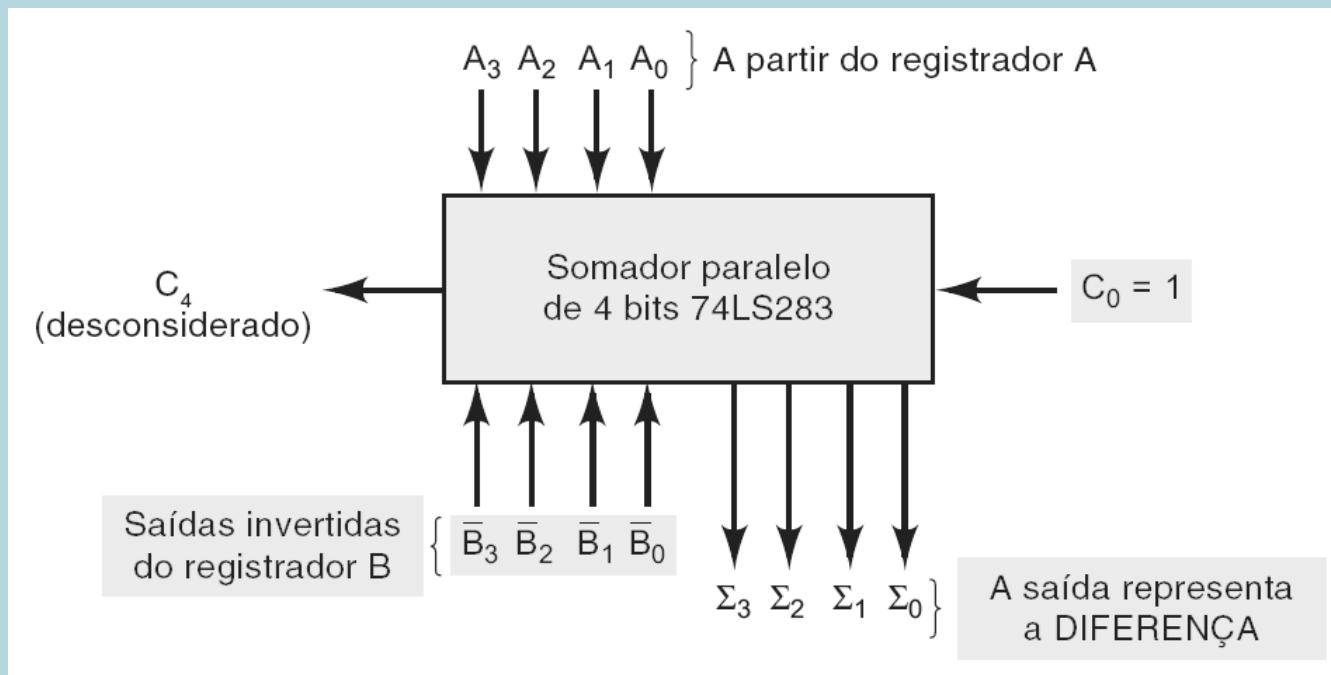 A₃ A₂ A₁ A₀ } A partir do registrador A
Somador paralelo
de 4 bits 74LS283
C₄
(desconsiderado)
C₀ = 1
Saídas invertidas
do registrador B
{ B̅₃ B̅₂ B̅₁ B̅₀
Σ₃ Σ₂ Σ₁ Σ₀ }
A saída representa
a DIFERENÇA